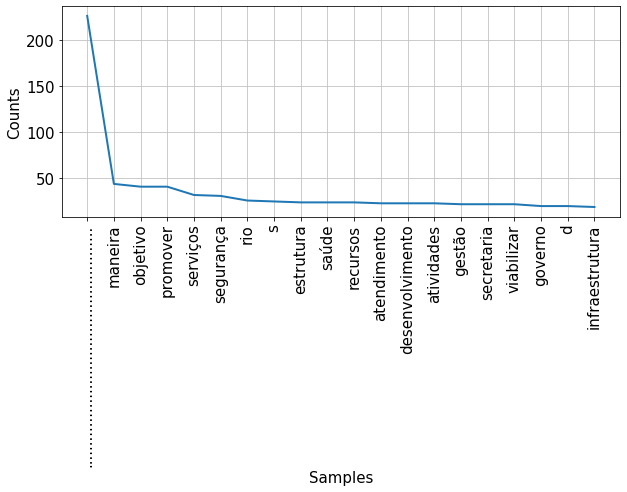 200
150
100
50
Counts
................................................................................
maneira
objetivo
promover
serviços
segurança
rio
s
estrutura
saúde
recursos
atendimento
desenvolvimento
atividades
gestão
secretaria
viabilizar
governo
d
infraestrutura
Samples